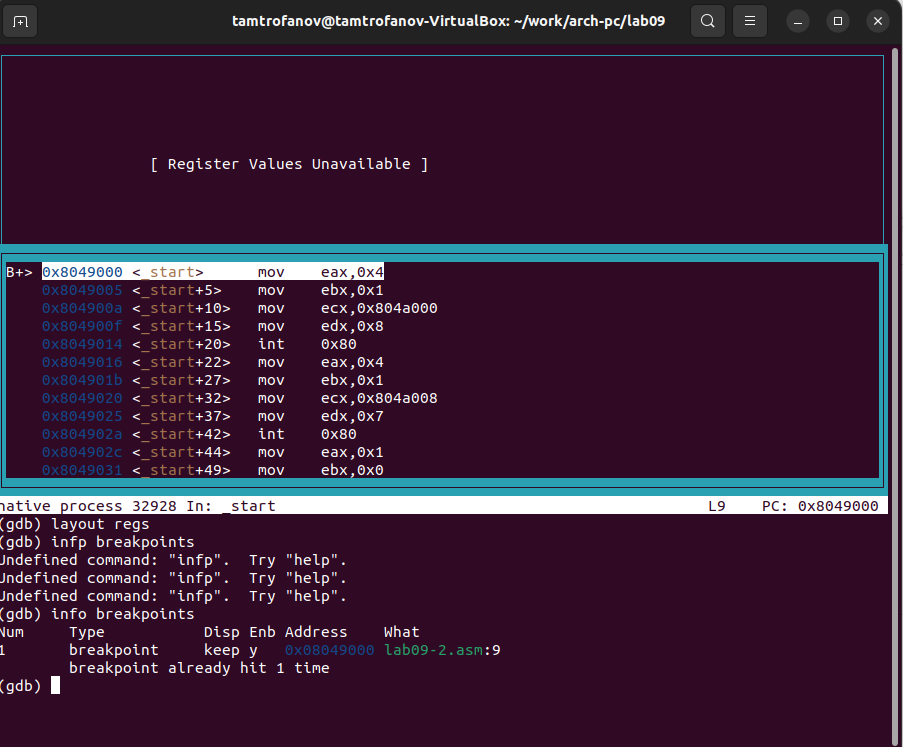 tamtrofanov@tamtrofanov-VirtualBox: ~/work/arch-pc/lab09
[ Register Values Unavailable ]
B+> 0x8049000 <_start>      mov    eax,0x4
0x8049005 <_start+5>    mov    ebx,0x1
0x804900a <_start+10>   mov    ecx,0x804a000
0x804900f <_start+15>   mov    edx,0x8
0x8049014 <_start+20>   int    0x80
0x8049016 <_start+22>   mov    eax,0x4
0x804901b <_start+27>   mov    ebx,0x1
0x8049020 <_start+32>   mov    ecx,0x804a008
0x8049025 <_start+37>   mov    edx,0x7
0x804902a <_start+42>   int    0x80
0x804902c <_start+44>   mov    eax,0x1
0x8049031 <_start+49>   mov    ebx,0x0
native process 32928 In: _start                L9    PC: 0x8049000
(gdb) layout regs
(gdb) infp breakpoints
Undefined command: "infp".  Try "help".
Undefined command: "infp".  Try "help".
Undefined command: "infp".  Try "help".
(gdb) info breakpoints
Num     Type           Disp Enb Address    What
1       breakpoint     keep y   0x08049000 lab09-2.asm:9
breakpoint already hit 1 time
(gdb)